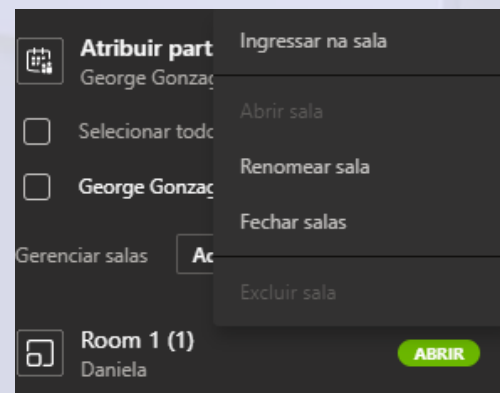 Atribuir part
George Gonzag
Selecionar todo
George Gonzag
Gerenciar salas
Ingressar na sala
Abrir sala
Renomear sala
Fechar salas
Excluir sala
Room 1 (1)
Daniela
ABRIR